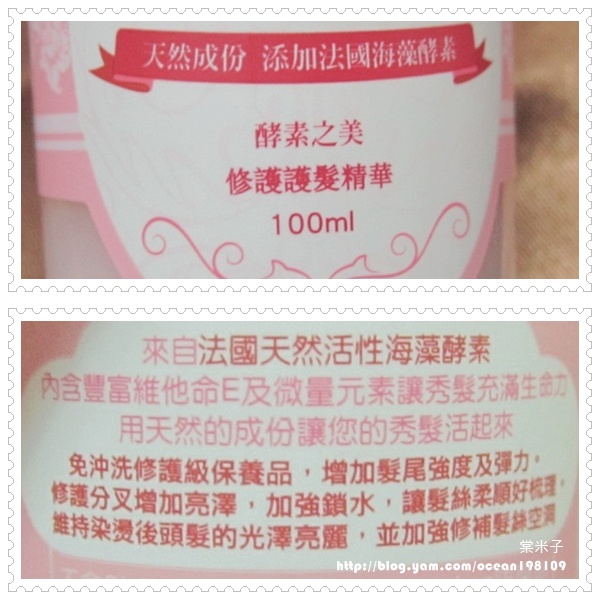 天然成份 添加法國海藻酵素
酵素之美
修護護髮精華
100ml
來自法國天然活性海藻酵素
內含豐富維他命E及微量元素讓秀髮充滿生命力
用天然的成份讓您的秀髮活起來
免沖洗修護級保養品，增加髮尾強度及彈力。
修護分叉增加亮澤，加強鎖水，讓髮絲柔順好梳理。
維持染燙後頭髮的光澤亮麗，並加強修補髮絲空洞
棠米子
http://blog.yam.com/ocean198109